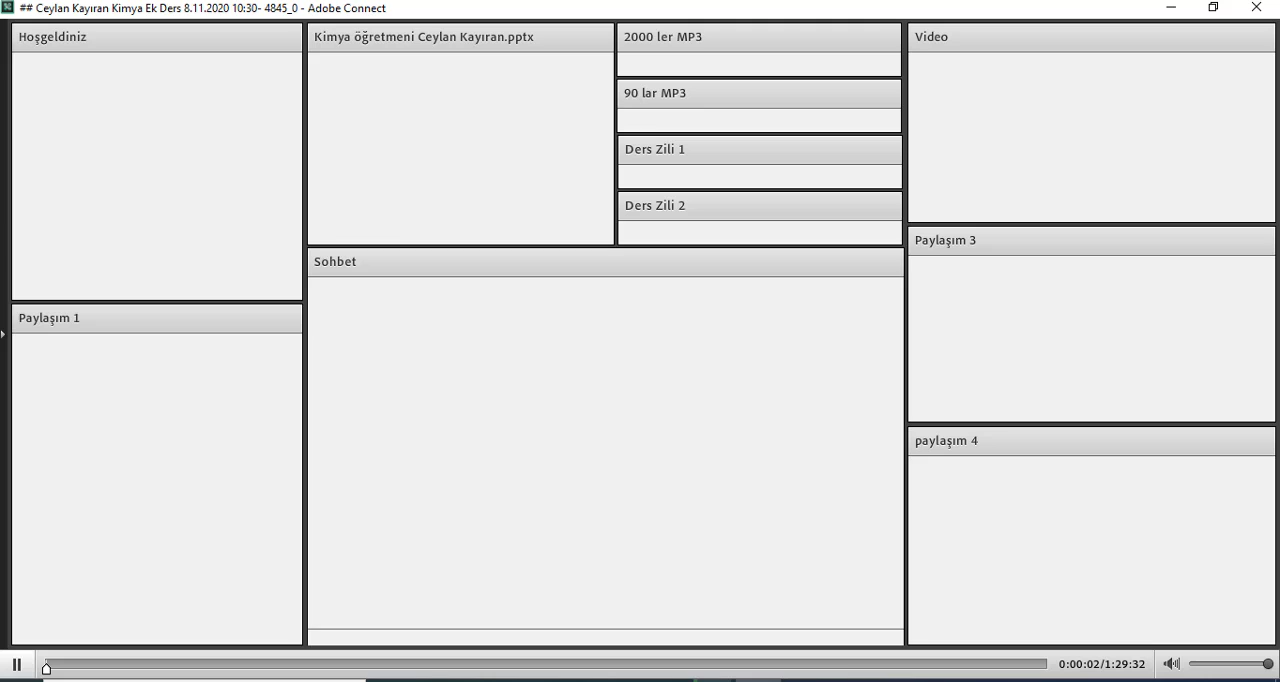 ## Ceylan Kayıran Kimya Ek Ders 8.11.2020 10:30- 4845_0 - Adobe Connect
Hoşgeldiniz
Kimya öğretmeni Ceylan Kayıran.pptx
2000 ler MP3
Video
90 lar MP3
Ders Zili 1
Ders Zili 2
Paylaşım 3
Sohbet
Paylaşım 1
paylaşım 4
0:00:02/1:29:32